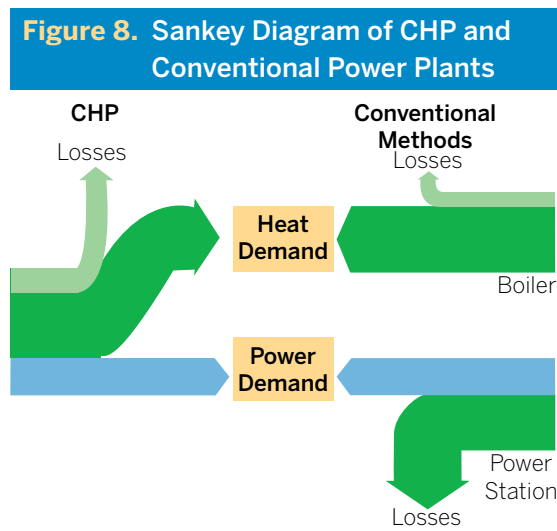 Figure 8. Sankey Diagram of CHP and
Conventional Power Plants
CHP
Losses
Conventional
Methods
Losses
Heat
Demand
Boiler
Power
Demand
Power
Station
Losses